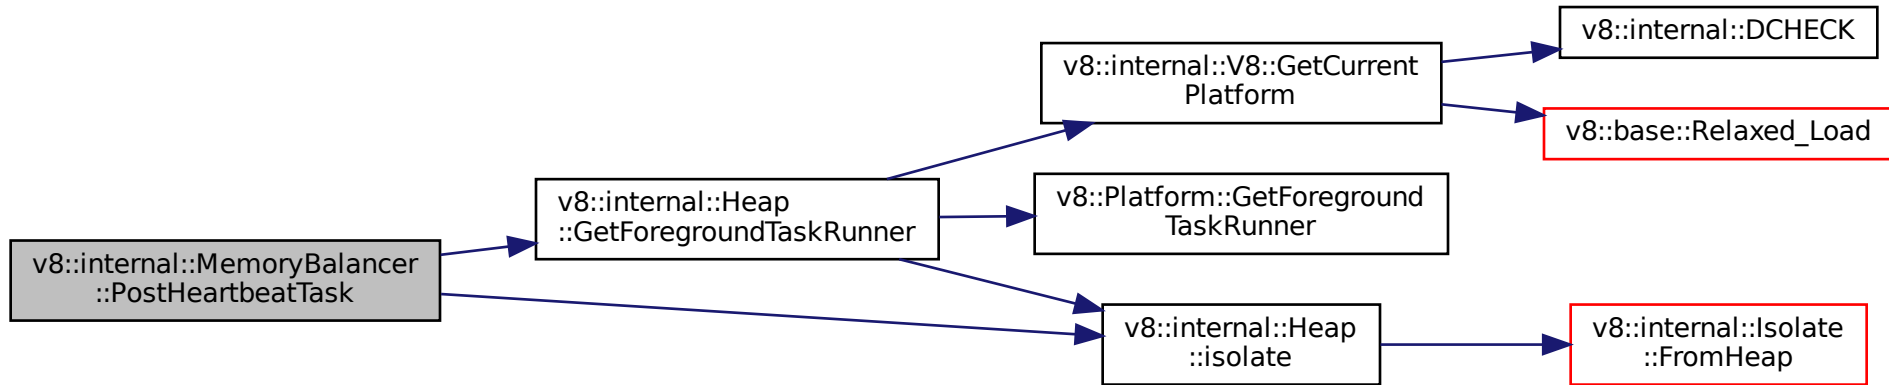 v8::internal::MemoryBalancer
::PostHeartbeatTask
v8::internal::Heap
::GetForegroundTaskRunner
v8::internal::V8::GetCurrent
Platform
v8::internal::DCHECK
v8::base::Relaxed_Load
v8::Platform::GetForeground
TaskRunner
v8::internal::Heap
::isolate
v8::internal::Isolate
::FromHeap